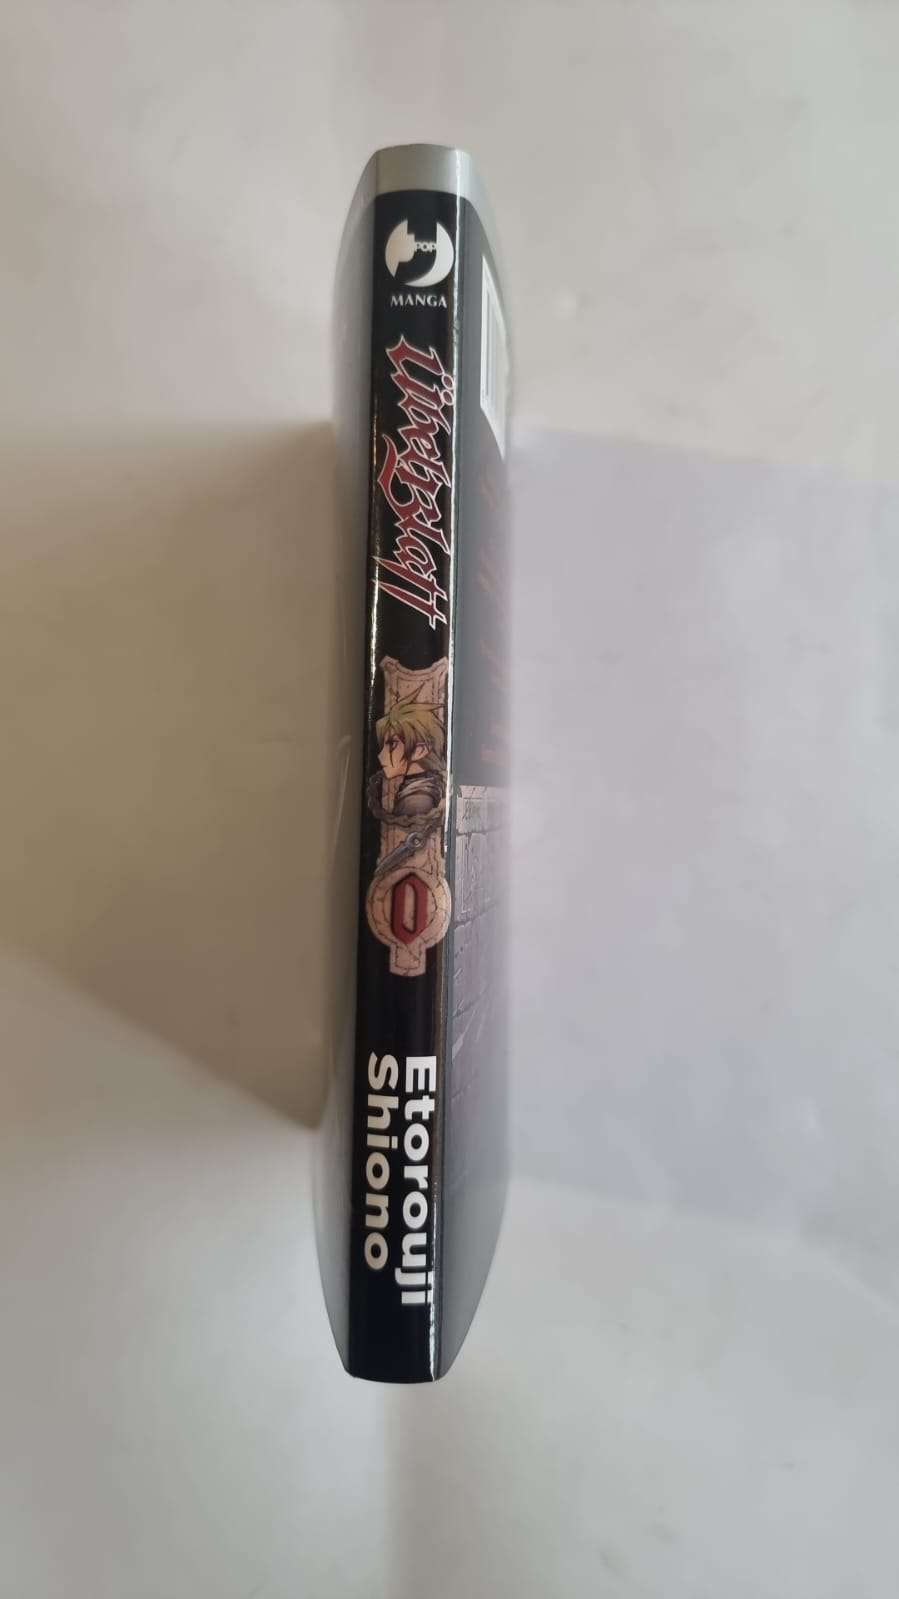 POP
MANGA
übel Blatt
0
Etorouji
Shiono